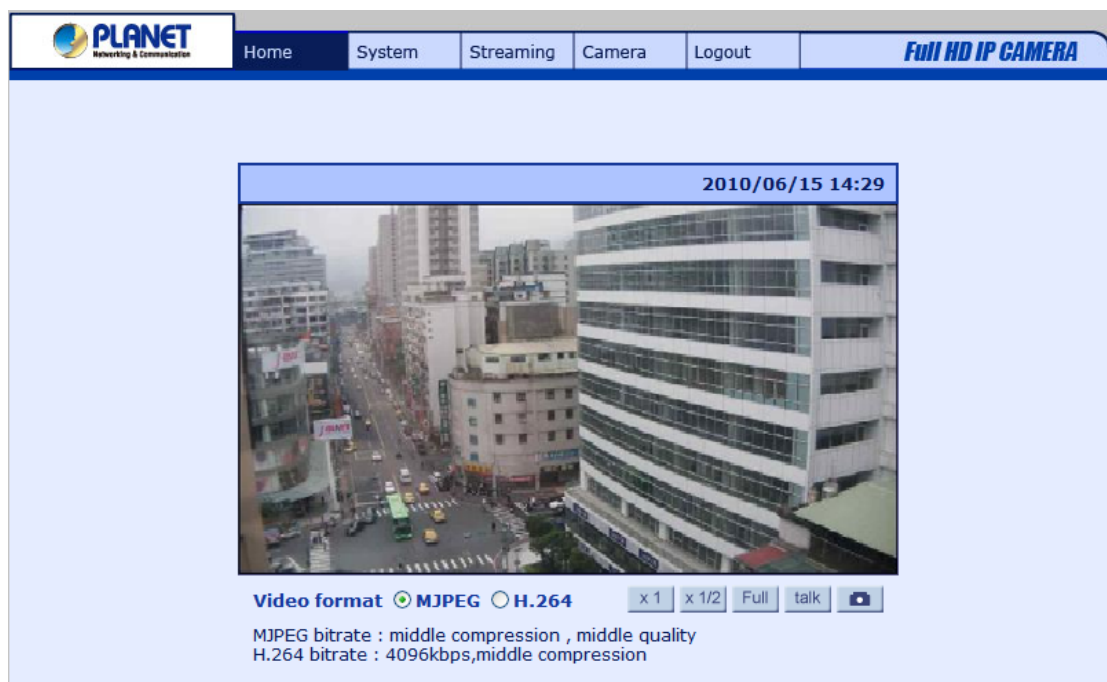 PLANET
Networking & Communication
Home System Streaming Camera Logout Full HD IP CAMERA
2010/06/15 14:29
Video format MJPEG H.264 x 1 x 1/2 Full talk
MJPEG bitrate : middle compression , middle quality
H.264 bitrate : 4096kbps,middle compression